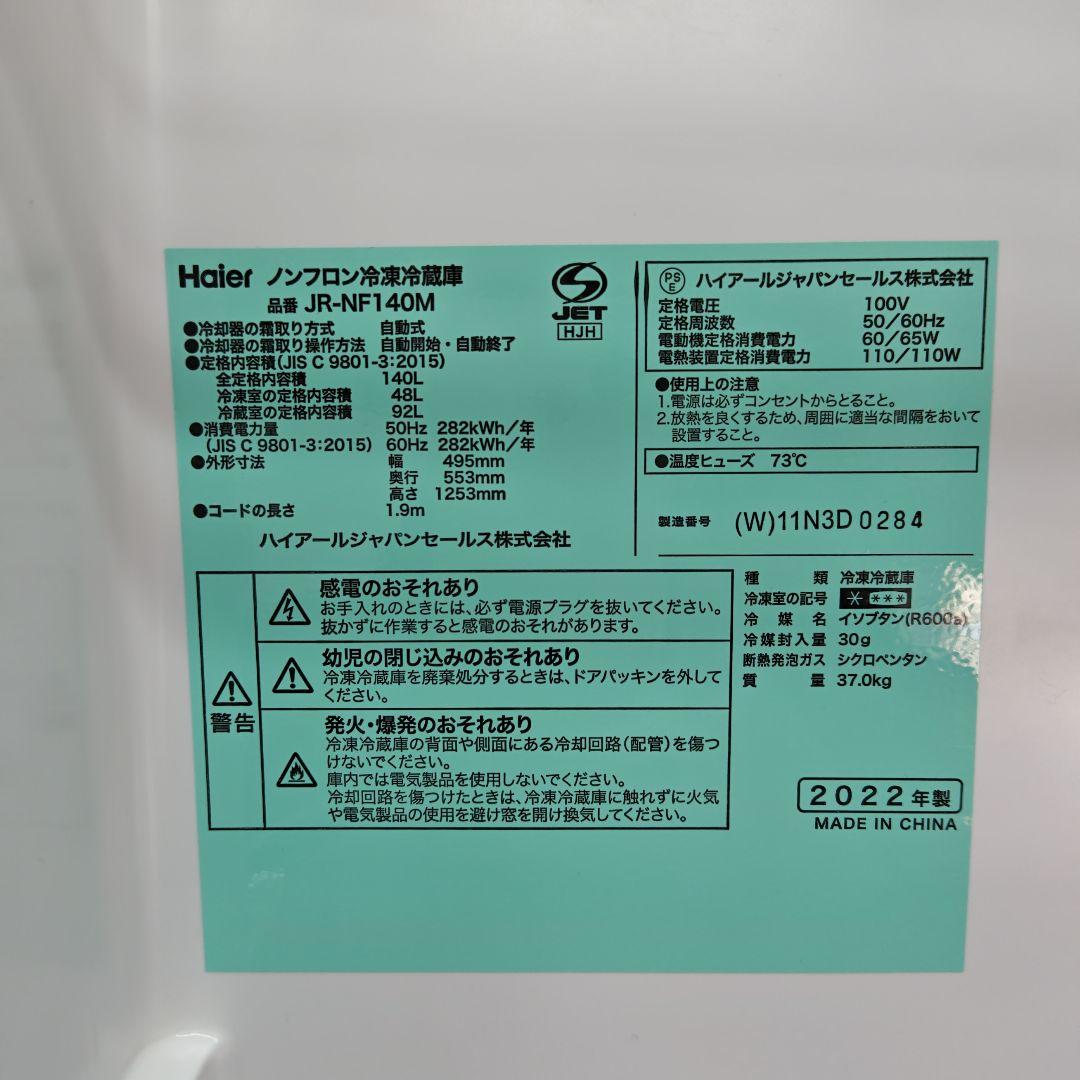 Haier ノンフロン冷凍冷蔵庫
品番 JR-NF140M
●冷却器の霜取り方式 自動式
●冷却器の霜取り操作方法 自動開始・自動終了
●定格内容積(JIS C 9801-3:2015)
全定格内容積 140L
冷凍室の定格内容積 48L
冷蔵室の定格内容積 92L
●消費電力量 50Hz 282kWh/年
(JIS C 9801-3:2015) 60Hz 282kWh/年
●外形寸法 幅 495mm
奥行 553mm
高さ 1253mm
●コードの長さ 1.9m
ハイアールジャパンセールス株式会社
JET
HJH
PSE ハイアールジャパンセールス株式会社
定格電圧 100V
定格周波数 50/60Hz
電動機定格消費電力 60/65W
電熱装置定格消費電力 110/110W
●使用上の注意
1.電源は必ずコンセントからとること。
2.放熱を良くするため、周囲に適当な間隔をおいて
設置すること。
●温度ヒューズ 73℃
製造番号 (W)11N3D0284
警告
感電のおそれあり
お手入れのときには、必ず電源プラグを抜いてください。
抜かずに作業すると感電のおそれがあります。
幼児の閉じ込みのおそれあり
冷凍冷蔵庫を廃棄処分するときは、ドアパッキンを外して
ください。
発火・爆発のおそれあり
冷凍冷蔵庫の背面や側面にある冷却回路(配管)を傷つ
けないでください。
庫内では電気製品を使用しないでください。
冷却回路を傷つけたときは、冷凍冷蔵庫に触れずに火気
や電気製品の使用を避け窓を開け換気してください。
種類 冷凍冷蔵庫
冷凍室の記号 * ***
冷媒名 イソブタン(R600a)
冷媒封入量 30g
断熱発泡ガス シクロペンタン
質量 37.0kg
2022年製
MADE IN CHINA